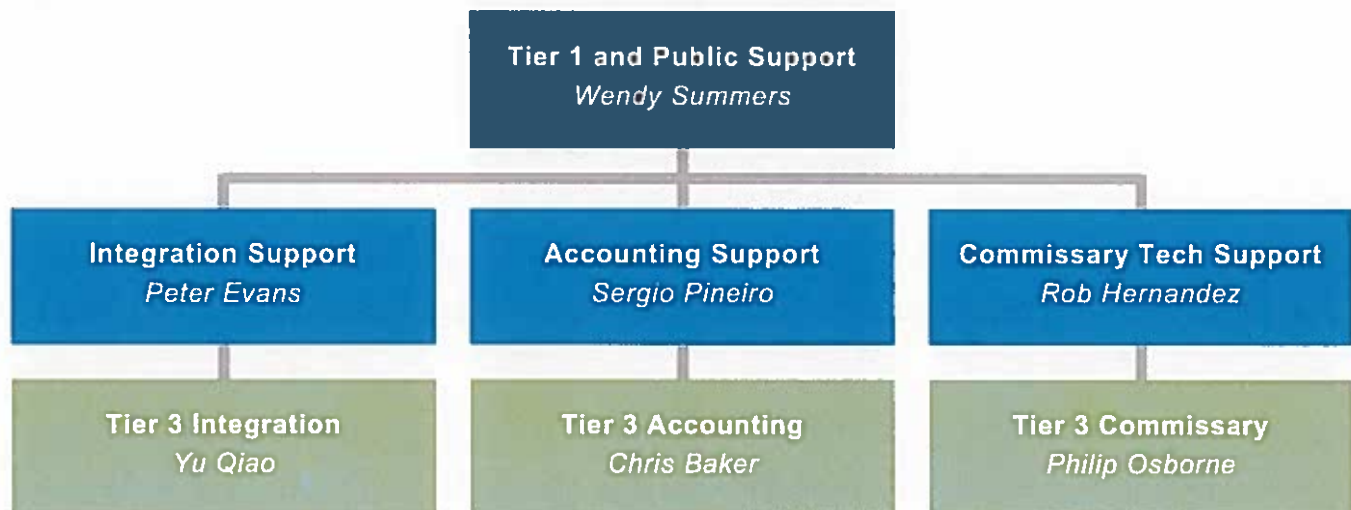 Tier 1 and Public Support
Wendy Summers
Integration Support
Peter Evans
Accounting Support
Sergio Pineiro
Commissary Tech Support
Rob Hernandez
Tier 3 Integration
Yu Qiao
Tier 3 Accounting
Chris Baker
Tier 3 Commissary
Philip Osborne